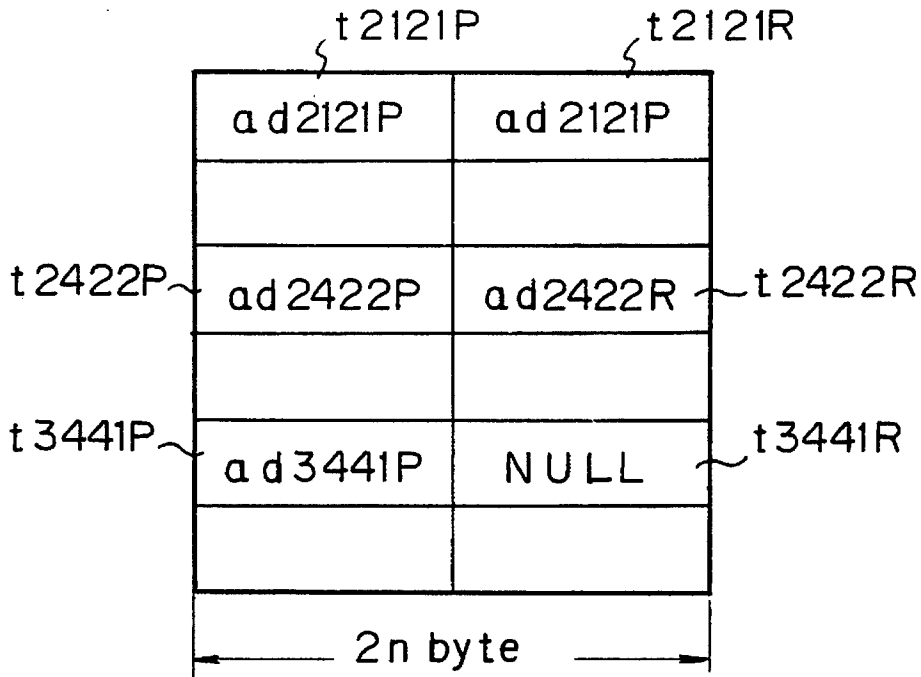 t2121P t2121R
ad2121P ad2121P
t2422P ad2422P ad2422R t2422R
t3441P ad3441P NULL t3441R
2n byte